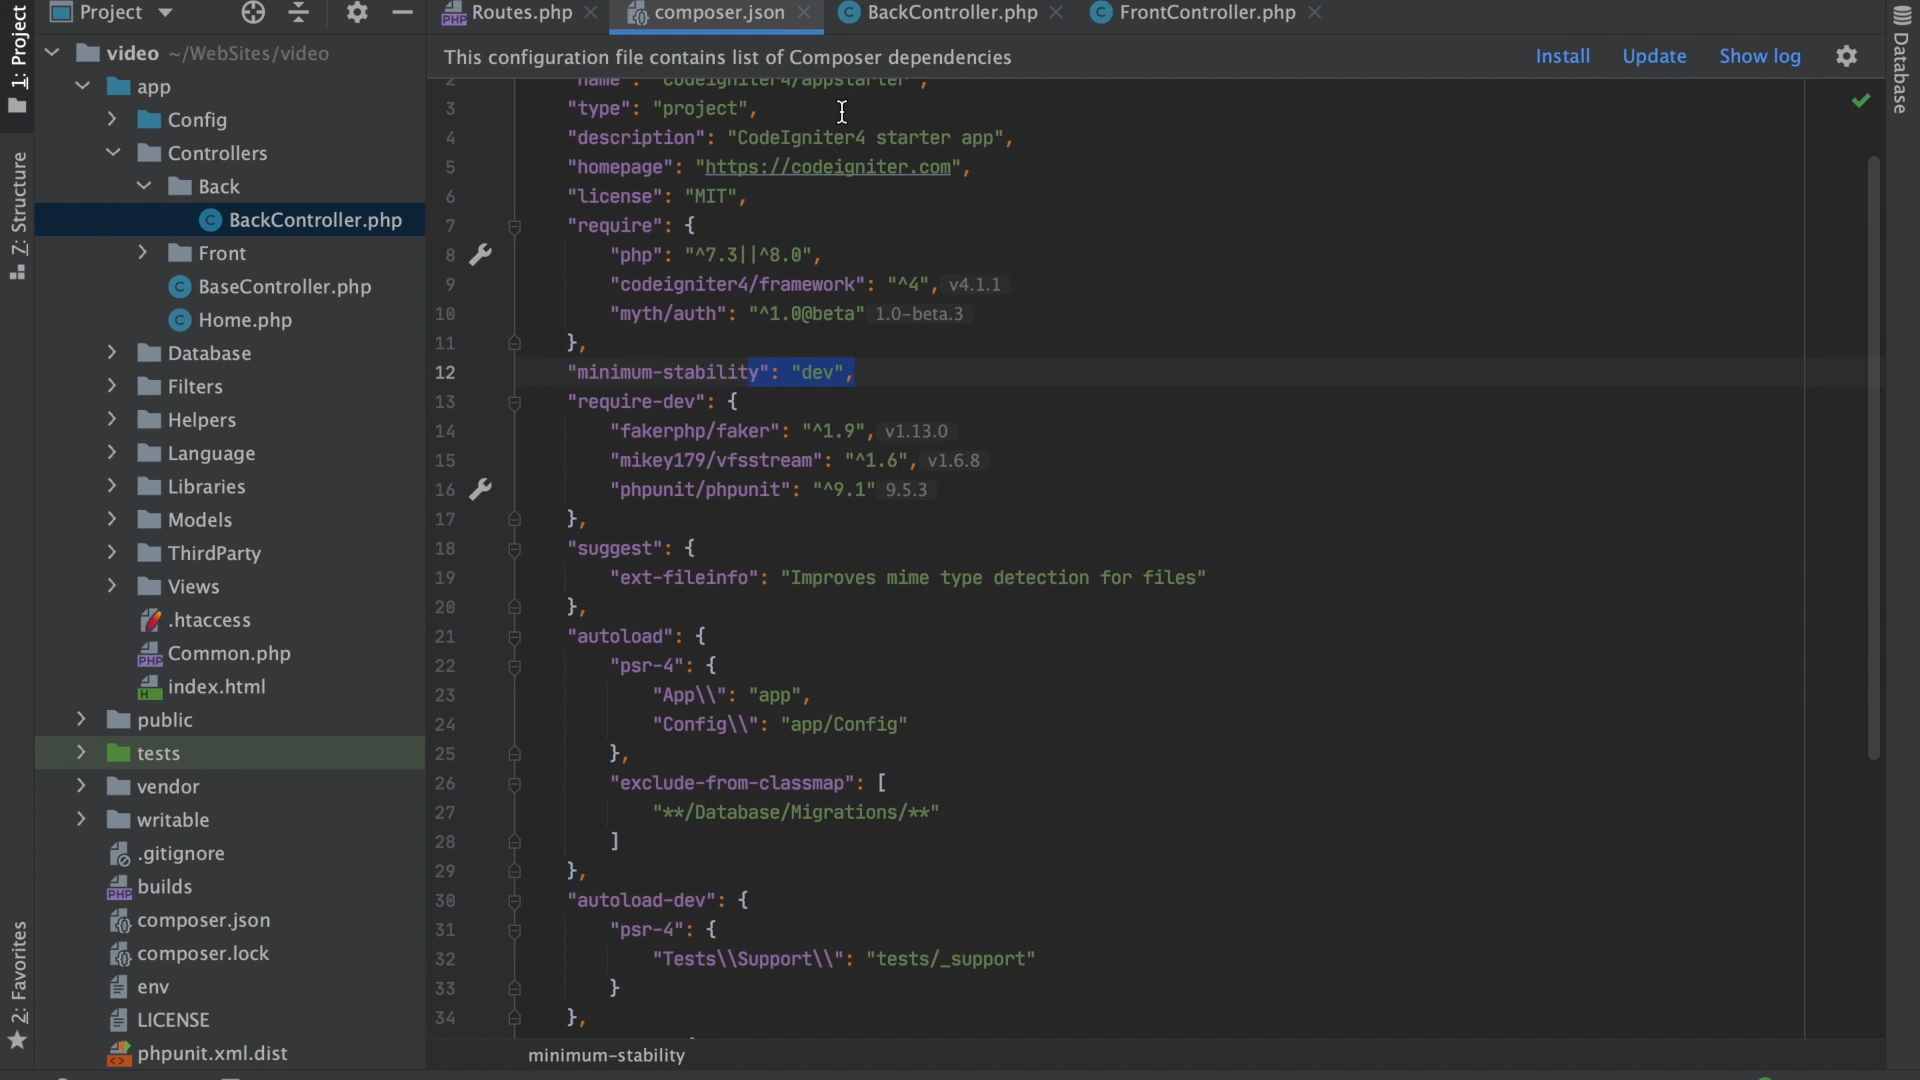 Project
Routes.php
composer.json
BackController.php
FrontController.php
1: Project
7: Structure
2: Favorites
Database
video ~/WebSites/video
app
Config
Controllers
Back
BackController.php
Front
BaseController.php
Home.php
Database
Filters
Helpers
Language
Libraries
Models
ThirdParty
Views
.htaccess
Common.php
index.html
public
tests
vendor
writable
.gitignore
builds
composer.json
composer.lock
env
LICENSE
phpunit.xml.dist
This configuration file contains list of Composer dependencies
Install Update Show log
2 "name": "codeigniter4/appstarter",
3 "type": "project",
4 "description": "CodeIgniter4 starter app",
5 "homepage": "https://codeigniter.com",
6 "license": "MIT",
7 "require": {
8 "php": "^7.3||^8.0",
9 "codeigniter4/framework": "^4", v4.1.1
10 "myth/auth": "^1.0@beta" 1.0-beta.3
11 },
12 "minimum-stability": "dev",
13 "require-dev": {
14 "fakerphp/faker": "^1.9", v1.13.0
15 "mikey179/vfsstream": "^1.6", v1.6.8
16 "phpunit/phpunit": "^9.1" 9.5.3
17 },
18 "suggest": {
19 "ext-fileinfo": "Improves mime type detection for files"
20 },
21 "autoload": {
22 "psr-4": {
23 "App\\": "app",
24 "Config\\": "app/Config"
25 },
26 "exclude-from-classmap": [
27 "**/Database/Migrations/**"
28 ]
29 },
30 "autoload-dev": {
31 "psr-4": {
32 "Tests\\Support\\": "tests/_support"
33 }
34 },
minimum-stability